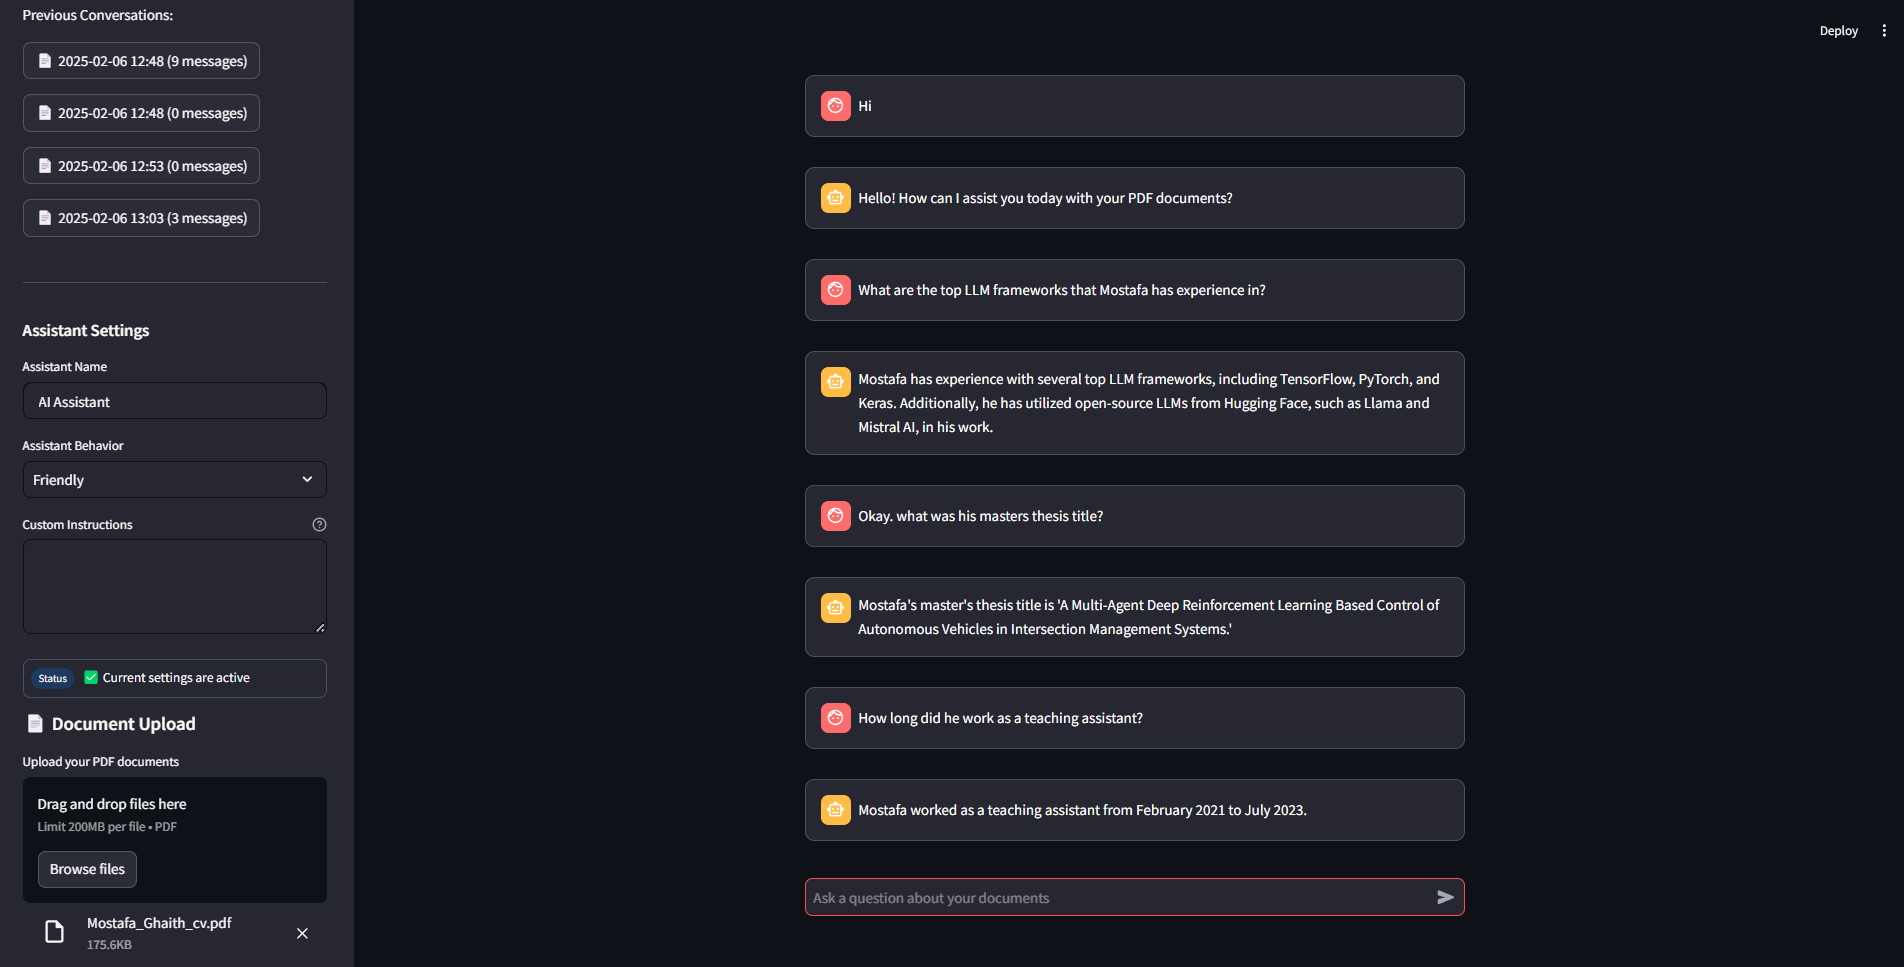 Previous Conversations:
2025-02-06 12:48 (9 messages)
2025-02-06 12:48 (0 messages)
2025-02-06 12:53 (0 messages)
2025-02-06 13:03 (3 messages)
Assistant Settings
Assistant Name
AI Assistant
Assistant Behavior
Friendly
Custom Instructions
Status
Current settings are active
Document Upload
Upload your PDF documents
Drag and drop files here
Limit 200MB per file • PDF
Browse files
Mostafa_Ghaith_cv.pdf
175.6KB
Deploy
Hi
Hello! How can I assist you today with your PDF documents?
What are the top LLM frameworks that Mostafa has experience in?
Mostafa has experience with several top LLM frameworks, including TensorFlow, PyTorch, and
Keras. Additionally, he has utilized open-source LLMs from Hugging Face, such as Llama and
Mistral AI, in his work.
Okay. what was his masters thesis title?
Mostafa's master's thesis title is 'A Multi-Agent Deep Reinforcement Learning Based Control of
Autonomous Vehicles in Intersection Management Systems.'
How long did he work as a teaching assistant?
Mostafa worked as a teaching assistant from February 2021 to July 2023.
Ask a question about your documents